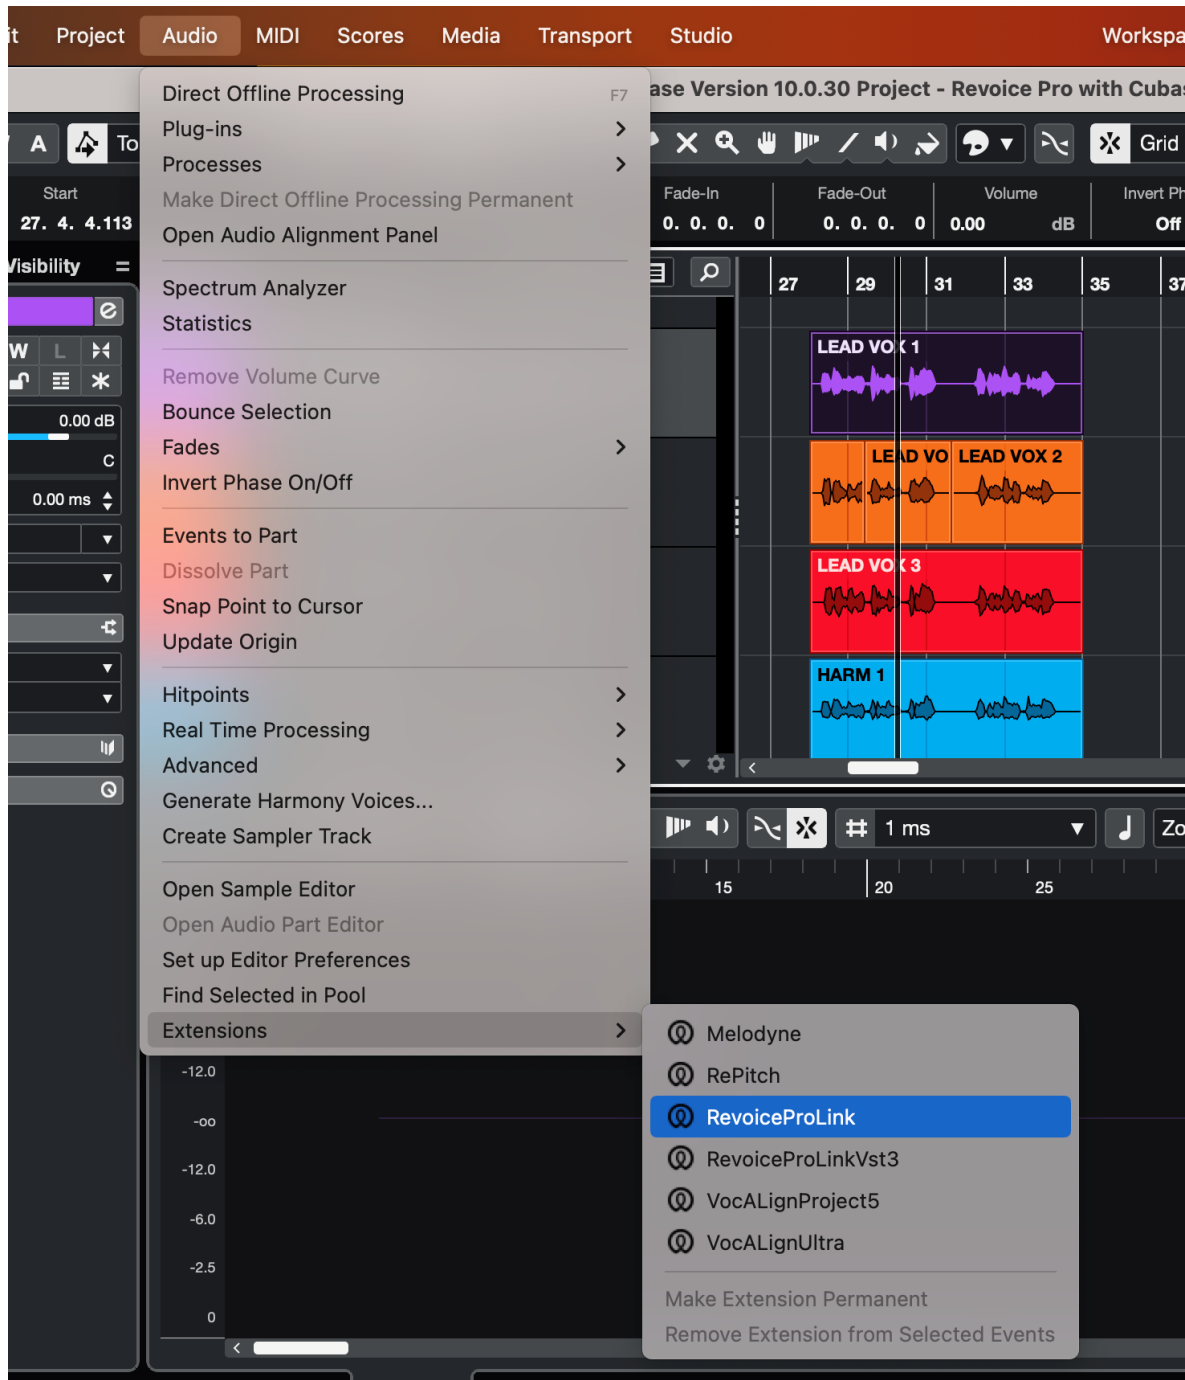 it Project Audio MIDI Scores Media Transport Studio Workspa
ase Version 10.0.30 Project - Revoice Pro with Cuba
A To Grid
Start Fade-In Fade-Out Volume Invert Ph
27. 4. 4.113 0. 0. 0. 0 0. 0. 0. 0 0.00 dB Off
Visibility
W L
0.00 dB
C
0.00 ms
Direct Offline Processing F7
Plug-ins
Processes
Make Direct Offline Processing Permanent
Open Audio Alignment Panel
Spectrum Analyzer
Statistics
Remove Volume Curve
Bounce Selection
Fades
Invert Phase On/Off
Events to Part
Dissolve Part
Snap Point to Cursor
Update Origin
Hitpoints
Real Time Processing
Advanced
Generate Harmony Voices...
Create Sampler Track
Open Sample Editor
Open Audio Part Editor
Set up Editor Preferences
Find Selected in Pool
Extensions
27 29 31 33 35 37
LEAD VOX 1
LEAD VO LEAD VOX 2
LEAD VOX 3
HARM 1
1 ms Zo
15 20 25
Melodyne
RePitch
RevoiceProLink
RevoiceProLinkVst3
VocALignProject5
VocALignUltra
Make Extension Permanent
Remove Extension from Selected Events
-12.0
-oo
-12.0
-6.0
-2.5
0